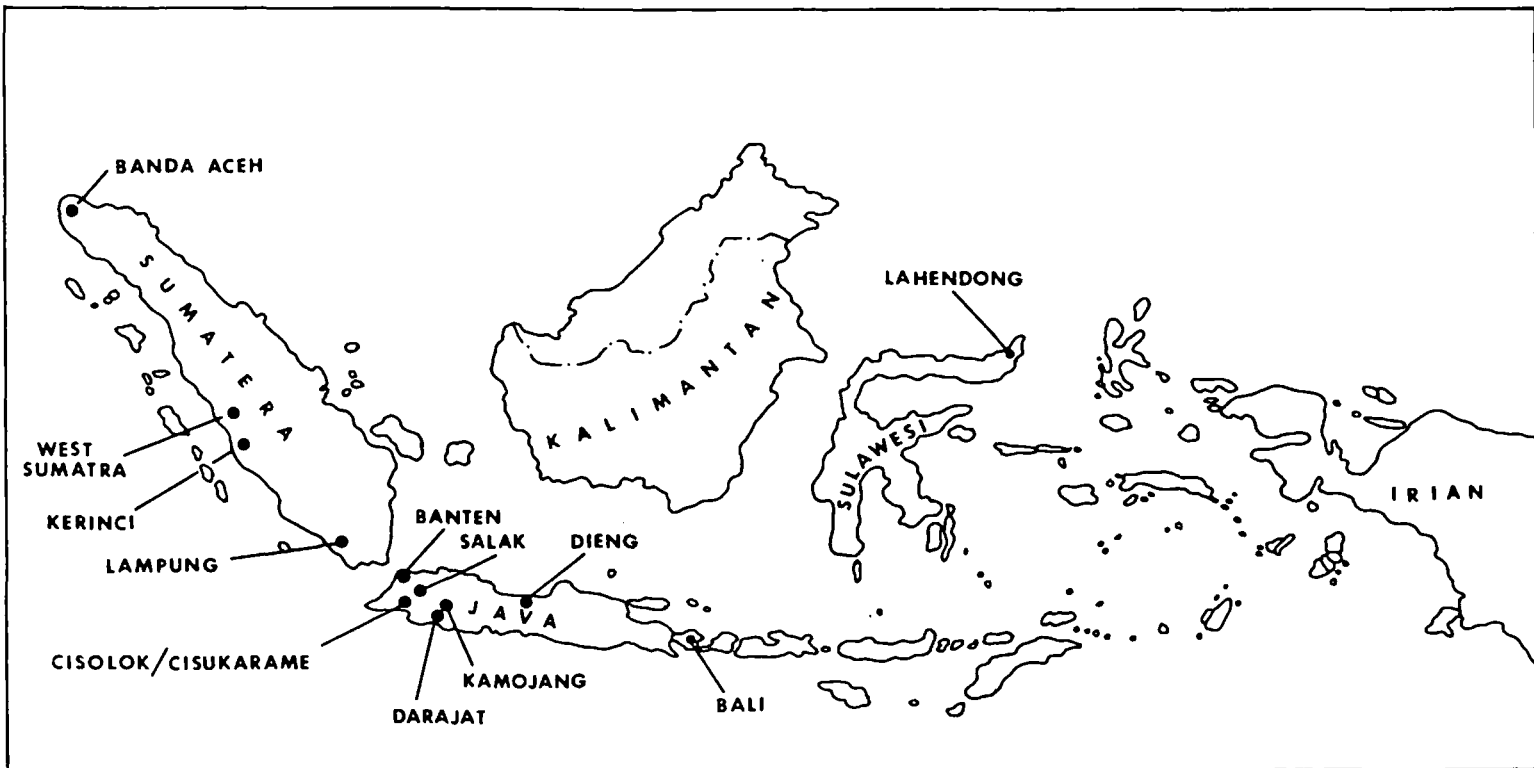 BANDA ACEH
SUMATERA
WEST
SUMATRA
KERINCI
LAMPUNG
KALIMANTAN
LAHENDONG
SULAWESI
IRIAN
BANTEN
SALAK
DIENG
JAVA
CISOLOK/CISUKARAME
KAMOJANG
DARAJAT
BALI